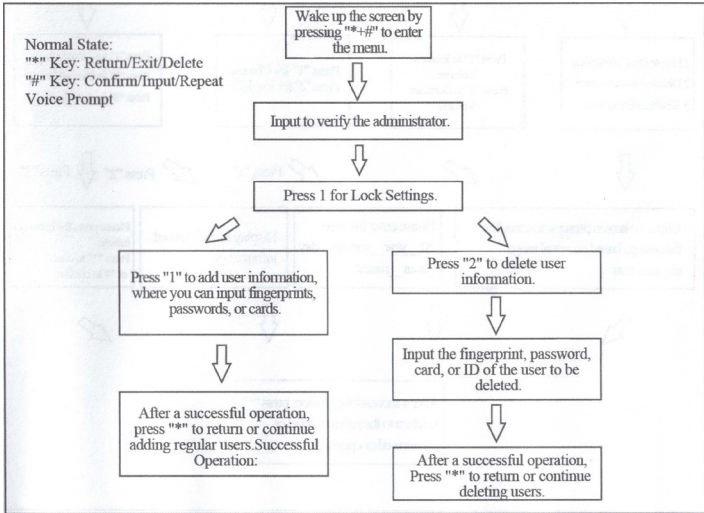 Wake up the screen by
pressing "*+#" to enter
the menu.
Normal State:
"*" Key: Return/Exit/Delete
"#" Key: Confirm/Input/Repeat
Voice Prompt
Input to verify the administrator.
Press 1 for Lock Settings.
Press "1" to add user information,
where you can input fingerprints,
passwords, or cards.
Press "2" to delete user
information.
Input the fingerprint, password,
card, or ID of the user to be
deleted.
After a successful operation,
press "*" to return or continue
adding regular users.Successful
Operation:
After a successful operation,
Press "*" to return or continue
deleting users.